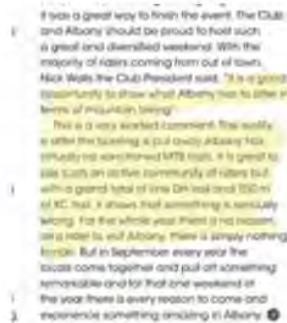 it was a great way to finish the event. The Club
and Albany should be proud to host such
a great and diversified weekend. With the
majority of riders coming from out of town,
Nick Walls the Club President said, "it is a good
opportunity to show what Albany has to offer in
terms of mountain biking".
This is a very worded comment. The reality
is after the bunting is put away Albany has
virtually no sanctioned MTB trails. It is great to
see such an active community of riders but
with a grand total of one DH trail and 100 m
of XC trail, it shows that something is seriously
wrong. For the whole year there is no reason
as a rider to visit Albany, there is simply nothing
to ride. But in September every year the
locals come together and pull off something
remarkable and for that one weekend of
the year there is every reason to come and
experience something amazing in Albany.